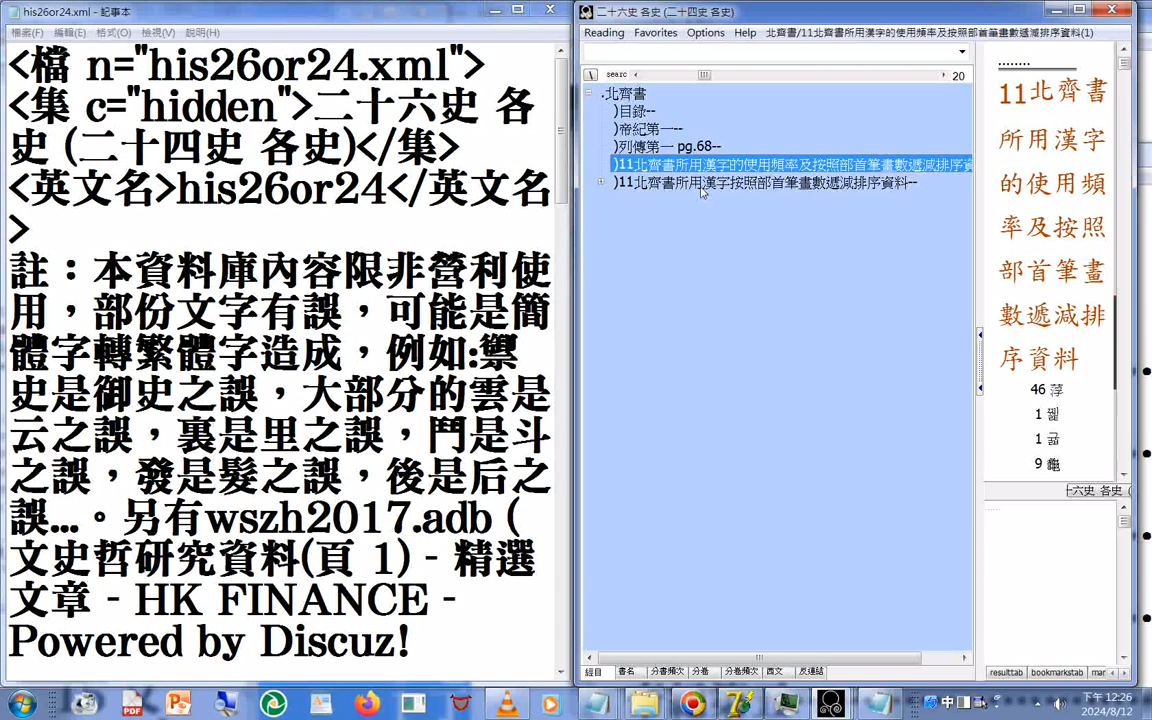 his26or24.xml - 記事本
檔案(F) 編輯(E) 格式(O) 檢視(V) 說明(H)
<檔 n="his26or24.xml">
<集 c="hidden">二十六史 各
史 (二十四史 各史)</集>
<英文名>his26or24</英文名
>
註：本資料庫內容限非營利使
用，部份文字有誤，可能是簡
體字轉繁體字造成，例如:禦
史是御史之誤，大部分的雲是
云之誤，裏是里之誤，鬥是斗
之誤，發是髮之誤，後是后之
誤...。另有wszh2017.adb (
文史哲研究資料(頁 1) - 精選
文章 - HK FINANCE -
Powered by Discuz!
二十六史 各史 (二十四史 各史)
Reading Favorites Options Help 北齊書/11北齊書所用漢字的使用頻率及按照部首筆畫數遞減排序資料(1)
searc 20
.北齊書
)目錄--
)帝紀第一--
)列傳第一 pg.68--
)11北齊書所用漢字的使用頻率及按照部首筆畫數遞減排序資
)11北齊書所用漢字按照部首筆畫數遞減排序資料--
經目 書名 分書頻次 分卷 分卷頻次 西文 反連結
........
11北齊書
所用漢字
的使用頻
率及按照
部首筆畫
數遞減排
序資料
46
1
1
9 龜
十六史 各史 (
resulttab bookmarkstab mar
中
下午 12:26
2024/8/12